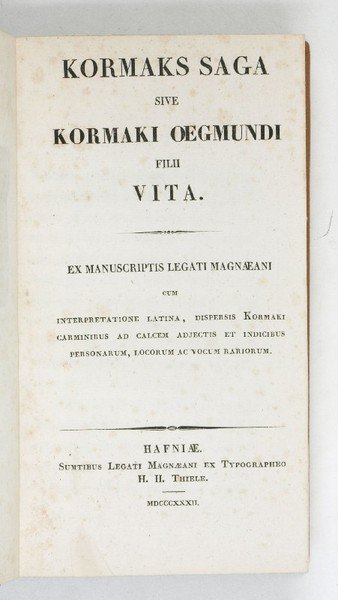 KORMAKS SAGA
SIVE
KORMAKI OEGMUNDI
FILII
VITA.
EX MANUSCRIPTIS LEGATI MAGNÆANI
CUM
INTERPRETATIONE LATINA, DISPERSIS KORMAKI
CARMINIBUS AD CALCEM ADJECTIS ET INDICIBUS
PERSONARUM, LOCORUM AC VOCUM RARIORUM.
HAFNIÆ.
SUMTIBUS LEGATI MAGNÆANI EX TYPOGRAPHEO
H. H. THIELE.
MDCCCXXXII.